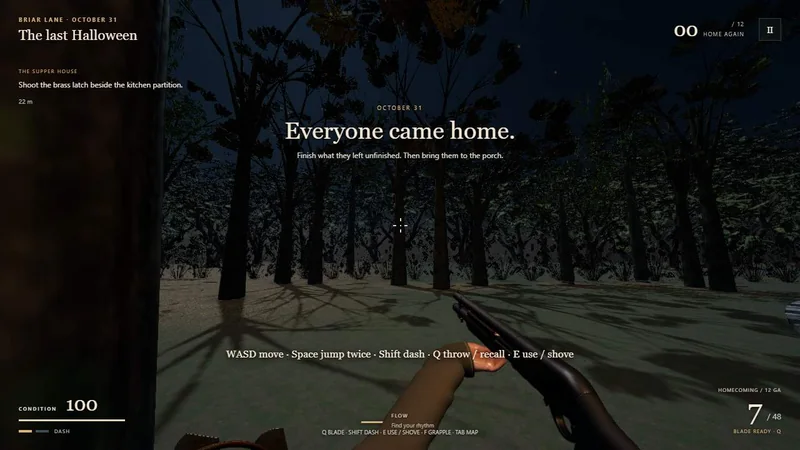 BRIAR LANE · OCTOBER 31
The last Halloween
THE SUPPER HOUSE
Shoot the brass latch beside the kitchen partition.
22 m
00 / 12
HOME AGAIN
II
OCTOBER 31
Everyone came home.
Finish what they left unfinished. Then bring them to the porch.
WASD move · Space jump twice · Shift dash · Q throw / recall · E use / shove
CONDITION 100
DASH
FLOW
Find your rhythm
Q BLADE · SHIFT DASH · E USE / SHOVE · F GRAPPLE · TAB MAP
HOMECOMING / 12 GA
7 / 48
BLADE READY · Q